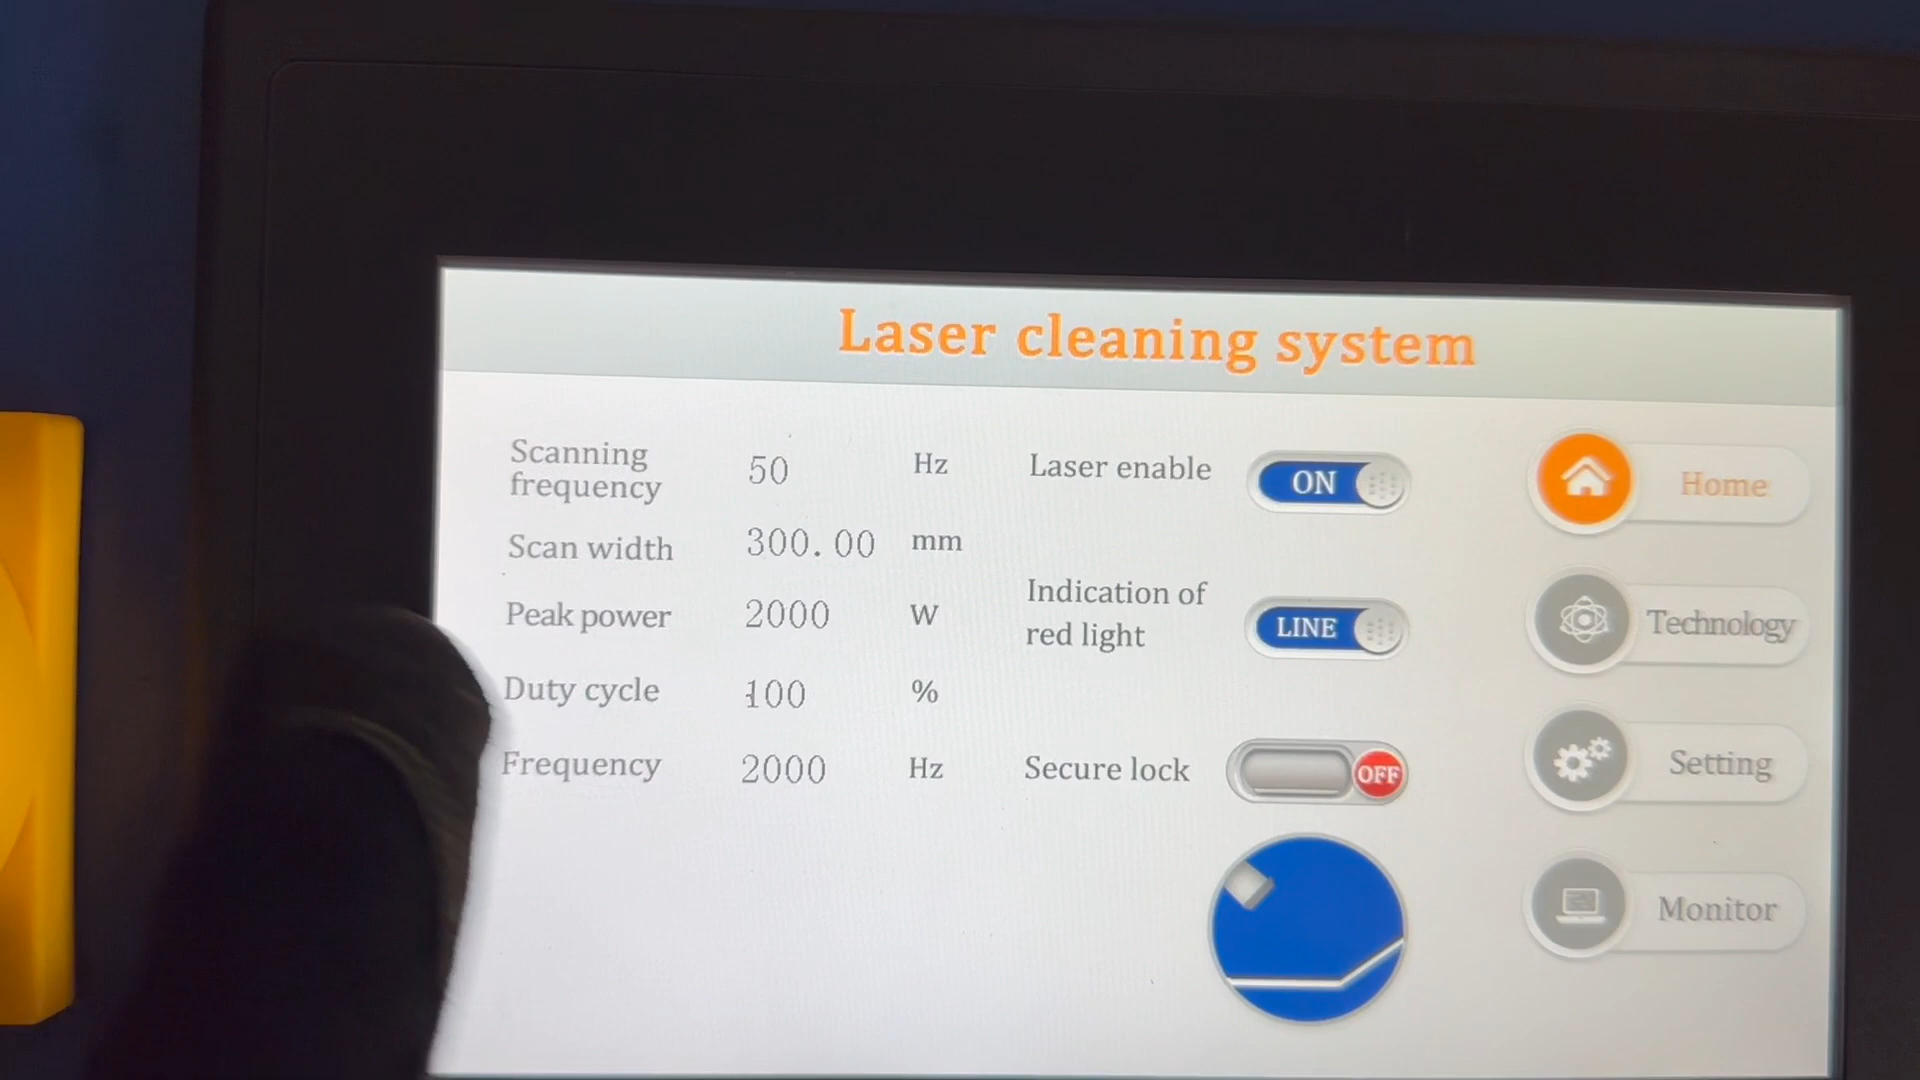 Laser cleaning system
Scanning
frequency
50
Hz
Scan width
300.00
mm
Peak power
2000
W
Duty cycle
100
%
Frequency
2000
Hz
Laser enable
ON
Indication of
red light
LINE
Secure lock
OFF
Home
Technology
Setting
Monitor